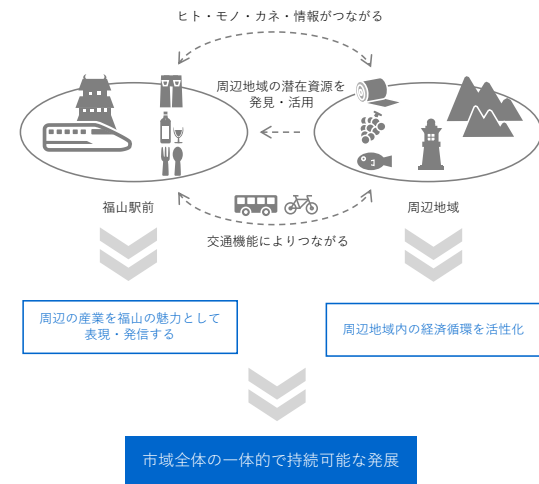 ヒト・モノ・カネ・情報がつながる
周辺地域の潜在資源を
発見・活用
福山駅前
周辺地域
交通機能によりつながる
周辺の産業を福山の魅力として
表現・発信する
周辺地域内の経済循環を活性化
市域全体の一体的で持続可能な発展